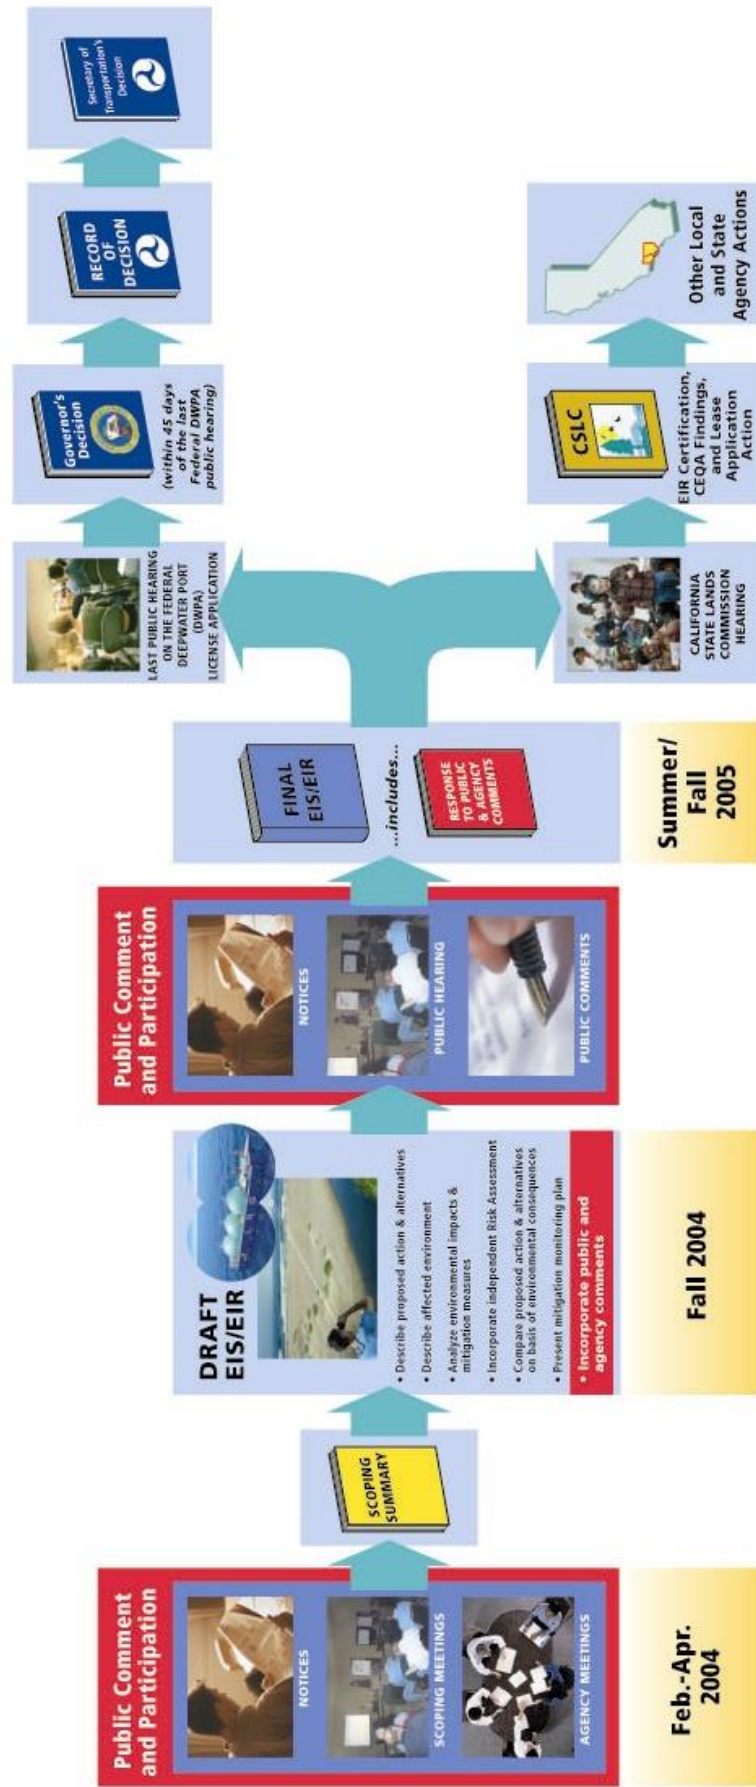 Public Comment
and Participation
NOTICES
SCOPING MEETINGS
AGENCY MEETINGS
Feb.-Apr.
2004
SCOPING
SUMMARY
DRAFT
EIS/EIR
• Describe proposed action & alternatives
• Describe affected environment
• Analyze environmental impacts &
mitigation measures
• Incorporate independent Risk Assessment
• Compare proposed action & alternatives
on basis of environmental consequences
• Present mitigation monitoring plan
• Incorporate public and
agency comments
Fall 2004
Public Comment
and Participation
NOTICES
PUBLIC HEARING
PUBLIC COMMENTS
FINAL
EIS/EIR
...includes...
RESPONSE
TO PUBLIC
& AGENCY
COMMENTS
Summer/
Fall
2005
LAST PUBLIC HEARING
ON THE FEDERAL
DEEPWATER PORT
(DWPA)
LICENSE APPLICATION
Governor's
Decision
(within 45 days
of the last
Federal DWPA
public hearing)
RECORD
OF
DECISION
Secretary of
Transportation's
Decision
CALIFORNIA
STATE LANDS
COMMISSION
HEARING
CSLC
EIR Certification,
CEQA Findings,
and Lease
Application
Action
Other Local
and State
Agency Actions